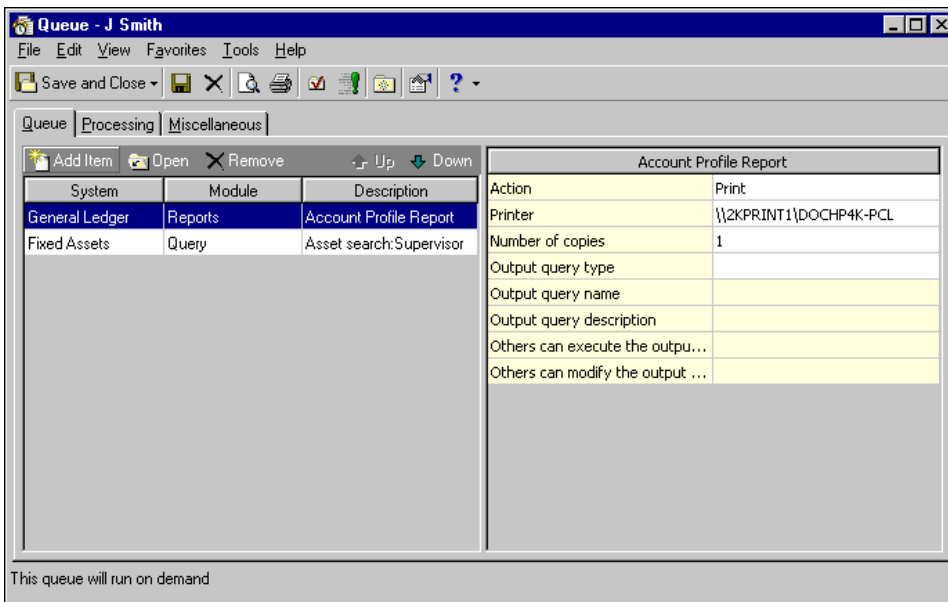 Queue - J Smith
File Edit View Favorites Tools Help
Save and Close
Queue Processing Miscellaneous
Add Item Open Remove Up Down
System Module Description
General Ledger Reports Account Profile Report
Fixed Assets Query Asset search:Supervisor
Account Profile Report
Action Print
Printer \\2KPRINT1\DOCHP4K-PCL
Number of copies 1
Output query type
Output query name
Output query description
Others can execute the outpu...
Others can modify the output ...
This queue will run on demand